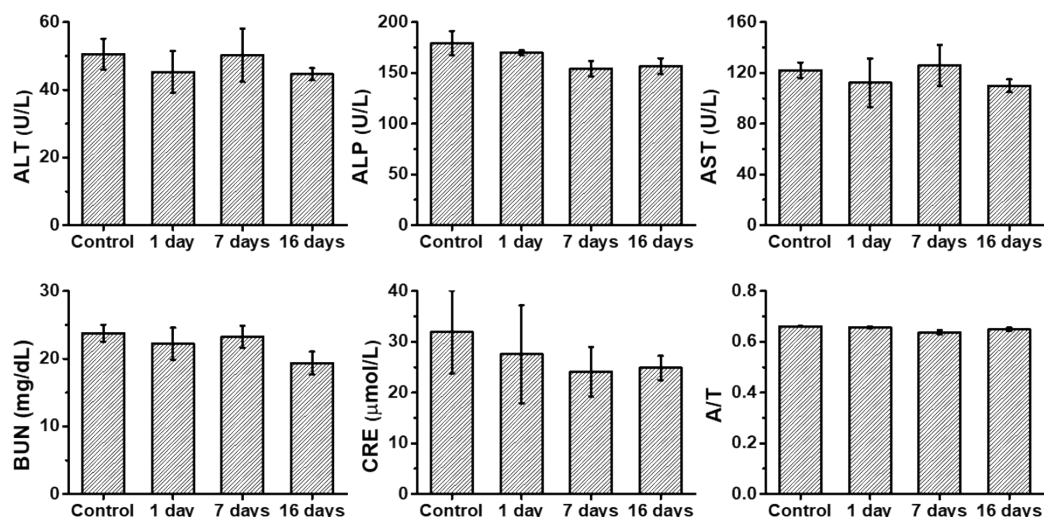 ALT (U/L)
60
40
20
0
Control 1 day 7 days 16 days
ALP (U/L)
200
150
100
50
0
Control 1 day 7 days 16 days
AST (U/L)
160
120
80
40
0
Control 1 day 7 days 16 days
BUN (mg/dL)
30
20
10
0
Control 1 day 7 days 16 days
CRE (μmol/L)
40
30
20
10
0
Control 1 day 7 days 16 days
A/T
0.8
0.6
0.4
0.2
0.0
Control 1 day 7 days 16 days